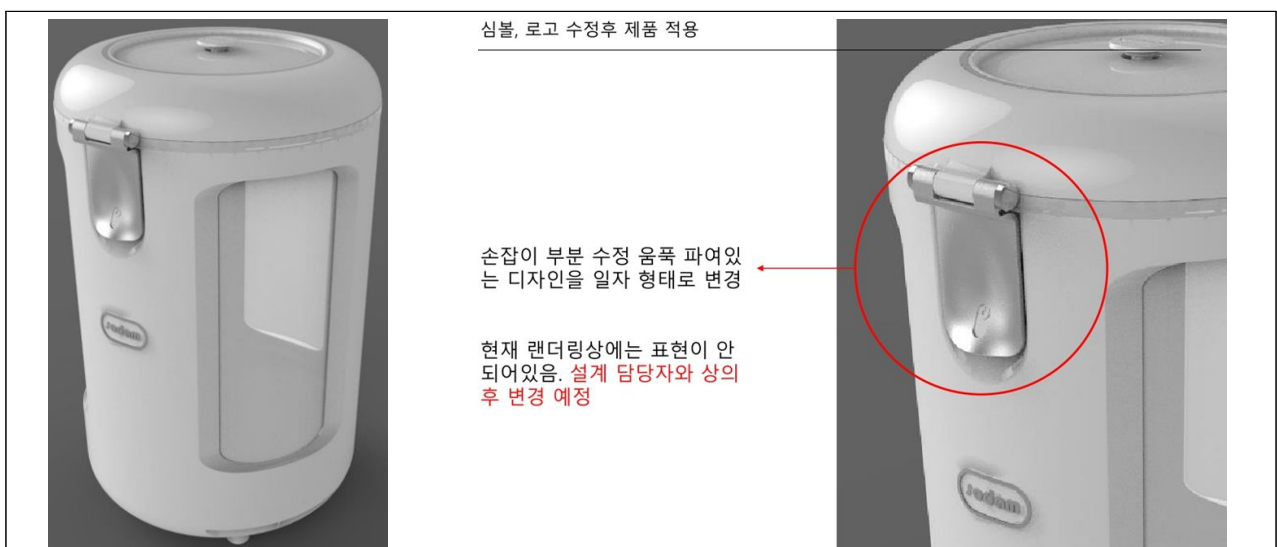 심볼, 로고 수정후 제품 적용
손잡이 부분 수정 움푹 파여있
는 디자인을 일자 형태로 변경
현재 랜더링상에는 표현이 안
되어있음. 설계 담당자와 상의
후 변경 예정